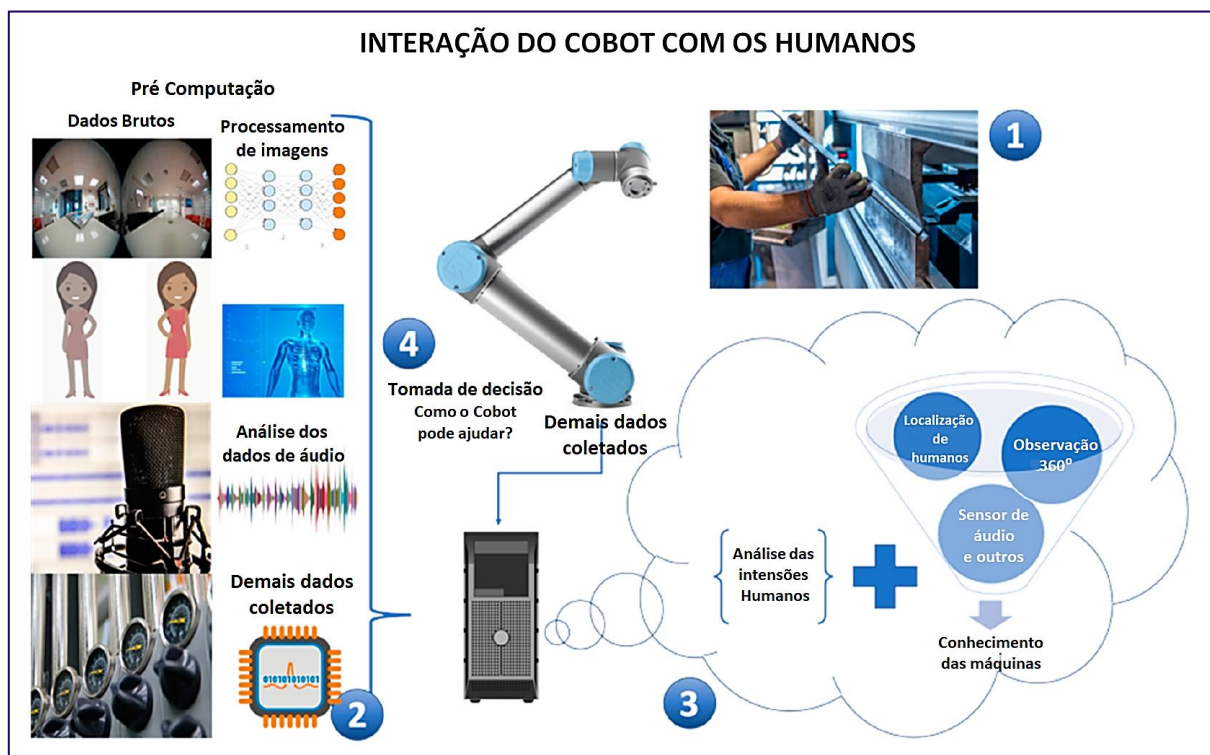 INTERAÇÃO DO COBOT COM OS HUMANOS
Pré Computação
Dados Brutos
Processamento
de imagens
1
4
Tomada de decisão
Como o Cobot
pode ajudar?
Demais dados
coletados
Localização
de
humanos
Observação
360º
Sensor de
áudio
e outros
Análise dos
dados de áudio
Análise das
intensões
Humanos
Conhecimento
das máquinas
Demais dados
coletados
010101010101
2
3